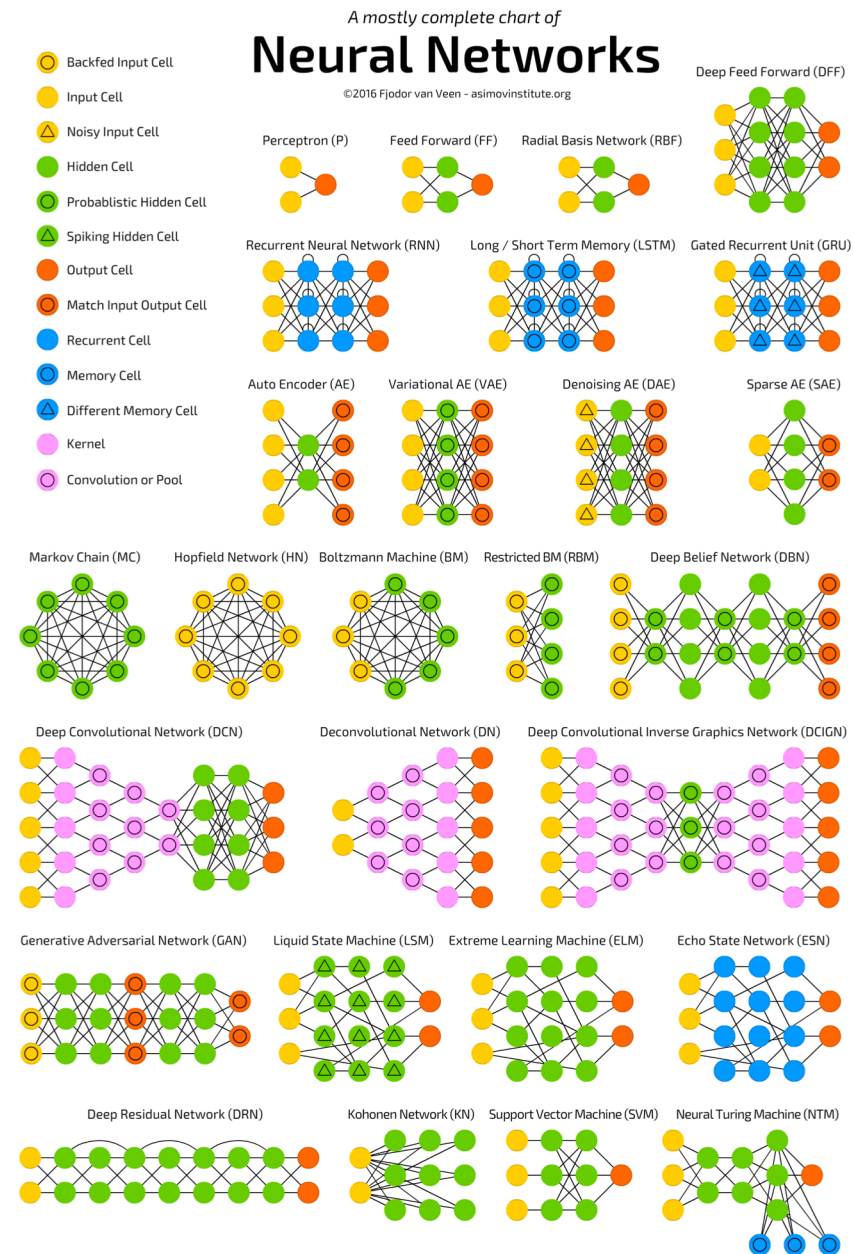 A mostly complete chart of
Neural Networks
©2016 Fjodor van Veen - asimovinstitute.org
Backfed Input Cell
Input Cell
Noisy Input Cell
Hidden Cell
Probablistic Hidden Cell
Spiking Hidden Cell
Output Cell
Match Input Output Cell
Recurrent Cell
Memory Cell
Different Memory Cell
Kernel
Convolution or Pool
Deep Feed Forward (DFF)
Perceptron (P)
Feed Forward (FF)
Radial Basis Network (RBF)
Recurrent Neural Network (RNN)
Long / Short Term Memory (LSTM)
Gated Recurrent Unit (GRU)
Auto Encoder (AE)
Variational AE (VAE)
Denoising AE (DAE)
Sparse AE (SAE)
Markov Chain (MC)
Hopfield Network (HN)
Boltzmann Machine (BM)
Restricted BM (RBM)
Deep Belief Network (DBN)
Deep Convolutional Network (DCN)
Deconvolutional Network (DN)
Deep Convolutional Inverse Graphics Network (DCIGN)
Generative Adversarial Network (GAN)
Liquid State Machine (LSM)
Extreme Learning Machine (ELM)
Echo State Network (ESN)
Deep Residual Network (DRN)
Kohonen Network (KN)
Support Vector Machine (SVM)
Neural Turing Machine (NTM)